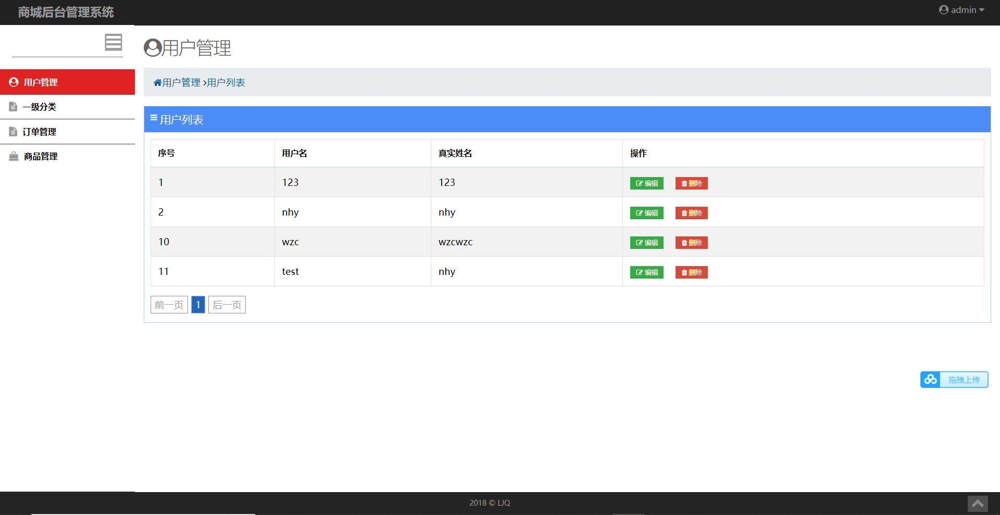 商城后台管理系统
admin
用户管理
用户管理
一级分类
订单管理
商品管理
用户管理 ›用户列表
用户列表
序号 用户名 真实姓名 操作
1 123 123 编辑 删除
2 nhy nhy 编辑 删除
10 wzc wzcwzc 编辑 删除
11 test nhy 编辑 删除
前一页 1 后一页
拖拽上传
2018 © LJQ